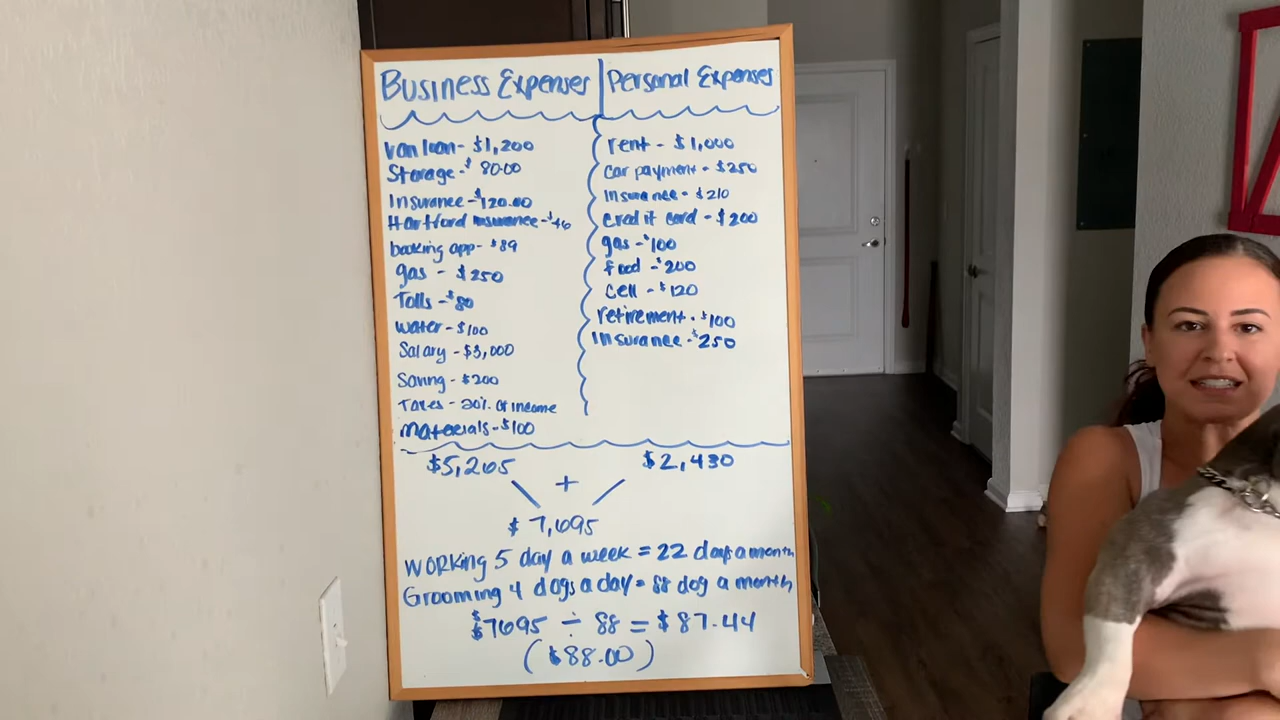 Business Expenses
van loan - $1,200
Storage - $80.00
Insurance - $120.00
Hartford Insurance - $46
booking app - $89
gas - $250
Tolls - $80
water - $100
Salary - $3,000
Saving - $200
Taxes - 20% of income
Materials - $100
$5,265
Personal Expenses
rent - $1,000
car payment - $250
Insurance - $210
credit card - $200
gas - $100
food - $200
cell - $120
retirement - $100
Insurance - $250
$2,430
+
$7,695
WORKING 5 day a week = 22 days a month
Grooming 4 dogs a day = 88 dog a month
$7695 ÷ 88 = $87.44
($88.00)